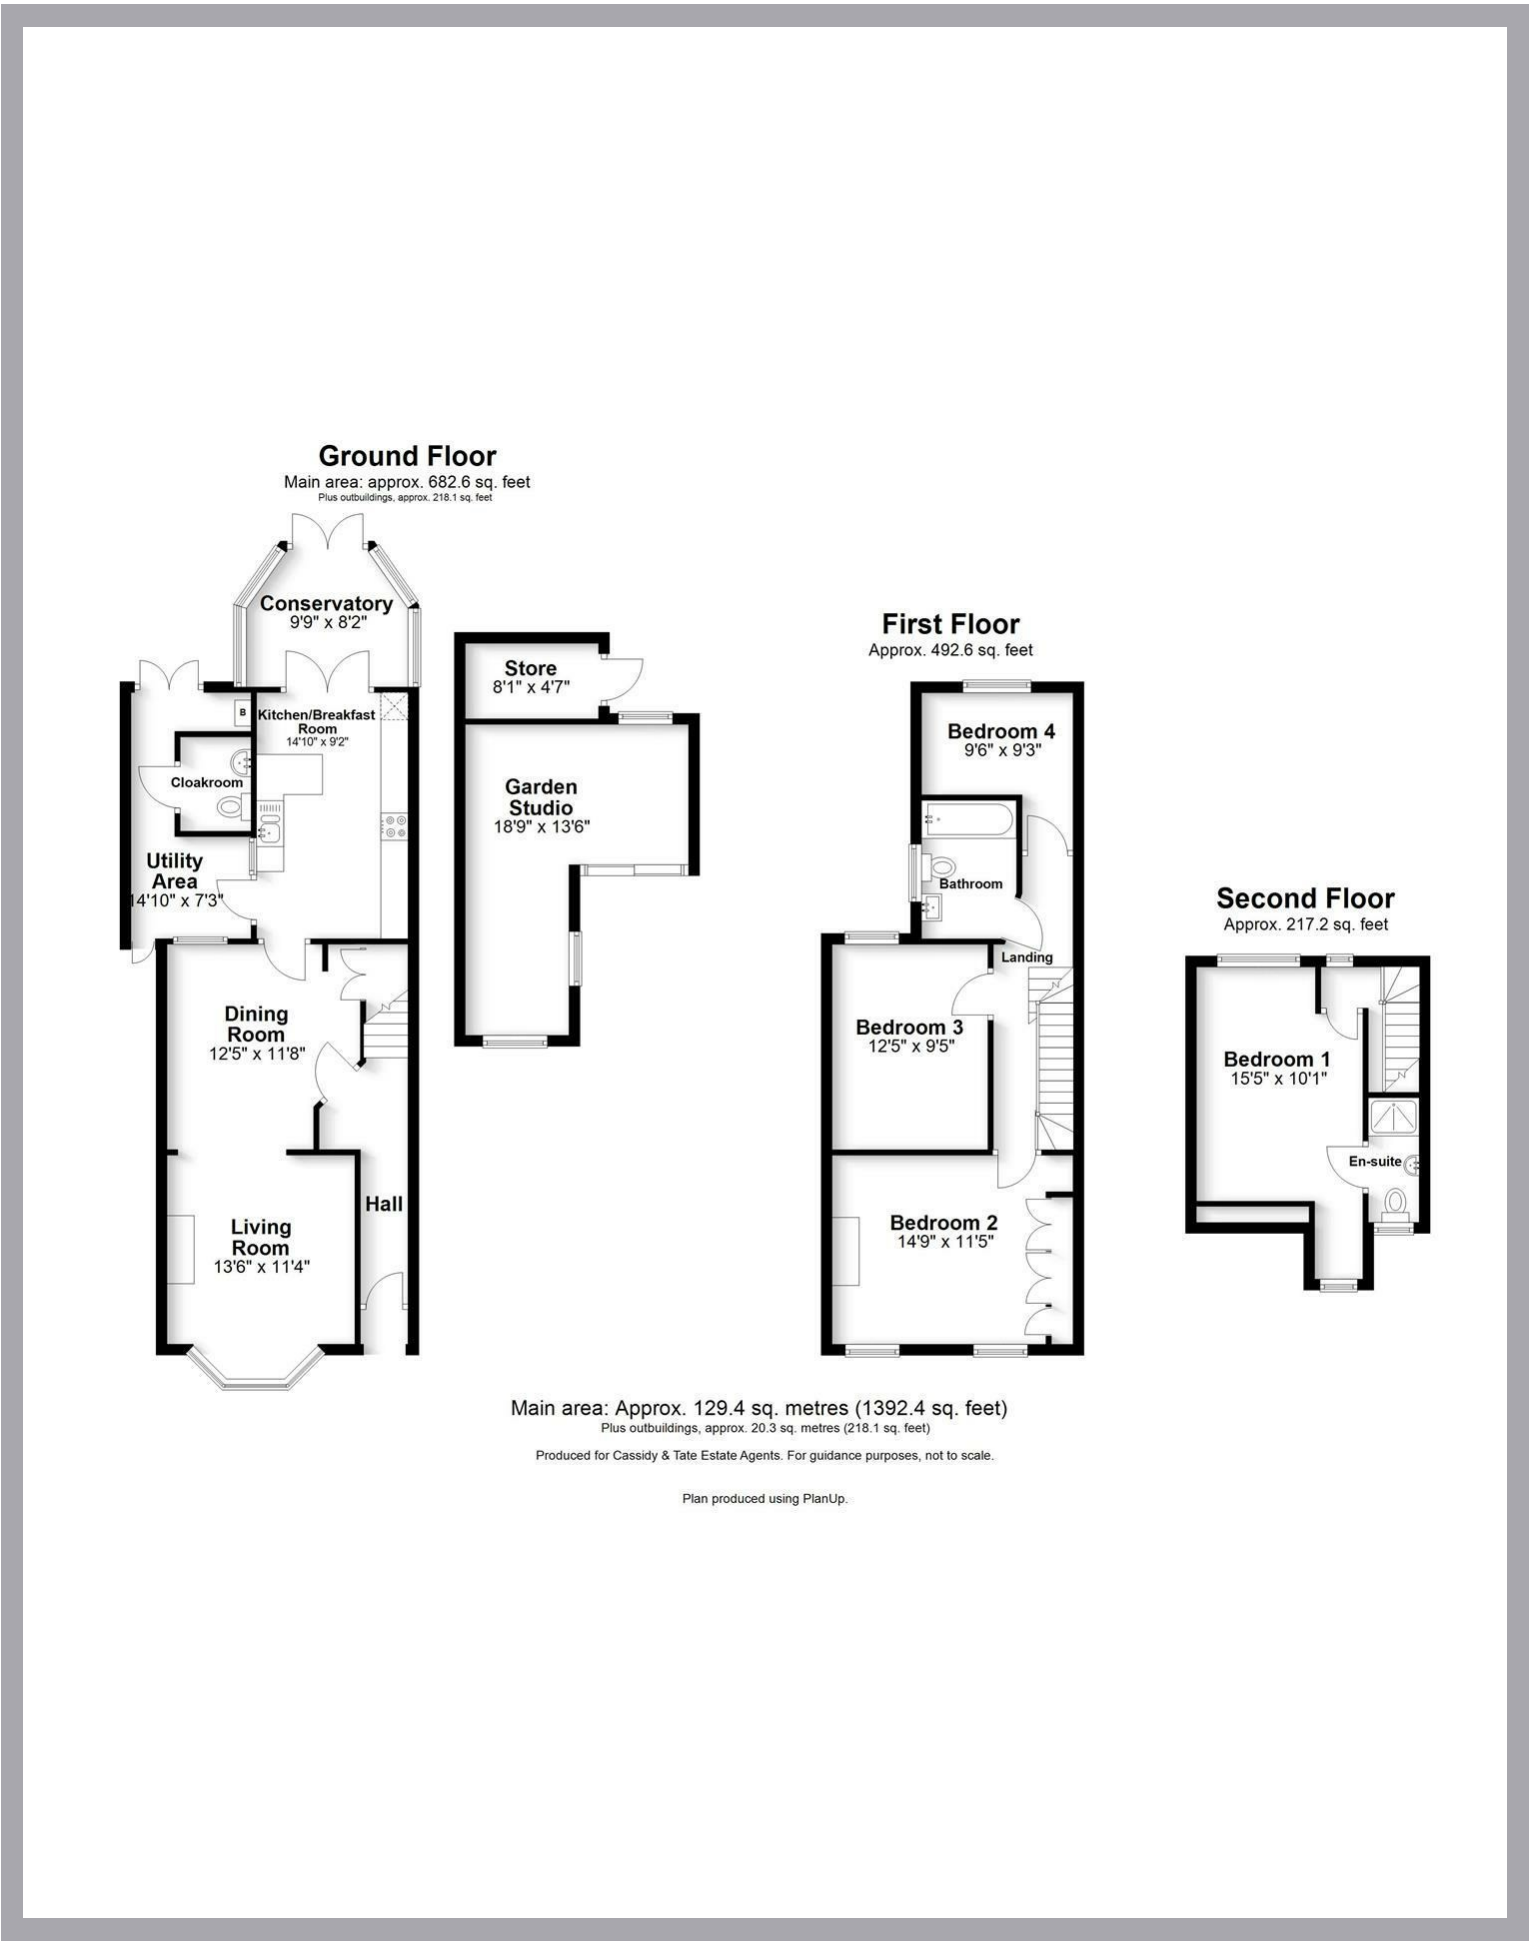 Ground Floor
Main area: approx. 682.6 sq. feet
Plus outbuildings, approx. 218.1 sq. feet
Conservatory
9'9" x 8'2"
B
Kitchen/Breakfast
Room
14'10" x 9'2"
Cloakroom
Utility
Area
14'10" x 7'3"
Dining
Room
12'5" x 11'8"
Hall
Living
Room
13'6" x 11'4"
Store
8'1" x 4'7"
Garden
Studio
18'9" x 13'6"
First Floor
Approx. 492.6 sq. feet
Bedroom 4
9'6" x 9'3"
Bathroom
Landing
Bedroom 3
12'5" x 9'5"
Bedroom 2
14'9" x 11'5"
Second Floor
Approx. 217.2 sq. feet
Bedroom 1
15'5" x 10'1"
En-suite
Main area: Approx. 129.4 sq. metres (1392.4 sq. feet)
Plus outbuildings, approx. 20.3 sq. metres (218.1 sq. feet)
Produced for Cassidy & Tate Estate Agents. For guidance purposes, not to scale.
Plan produced using PlanUp.